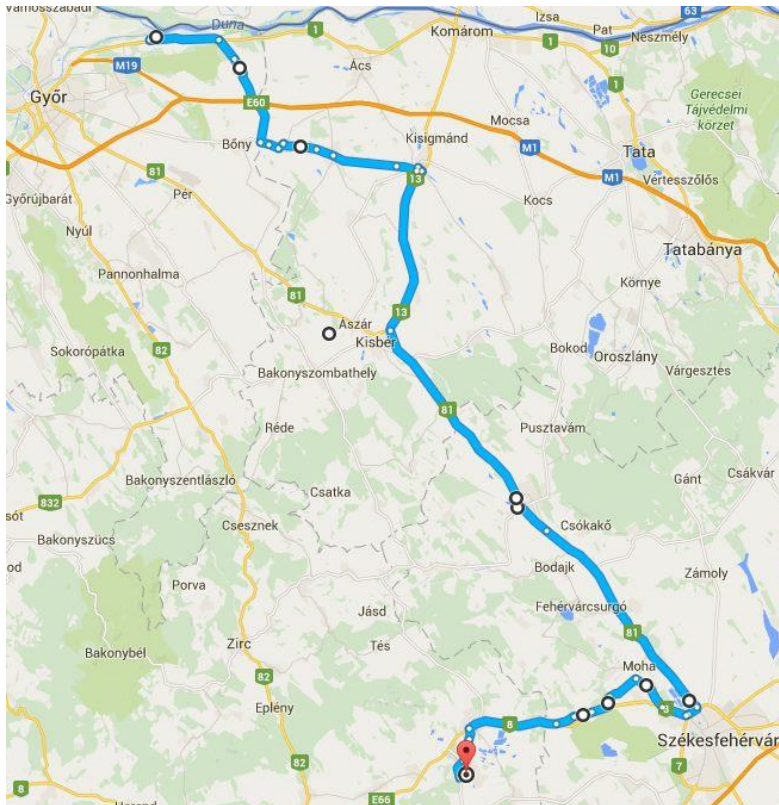 Vámosszabadi
Duna
1
Izsa
Pat
63
Komárom
1
10
Neszmély
M19
Ács
1
Győr
E60
Gerecsei
Tájvédelmi
körzet
Mocsa
Bőny
Kisigmánd
M1
Tata
81
13
M1
Vértesszőlős
Győrújbarát
Pér
Kocs
Nyúl
Tatabánya
Pannonhalma
81
Környe
13
Ászár
Kisbér
82
Bokod
Oroszlány
Sokorópátka
Bakonyszombathely
Várgesztes
81
Réde
Pusztavám
Csákvár
Bakonyszentlászló
Gánt
832
Csatka
sót
Csesznek
Csókakő
Bakonyszücs
od
Bodajk
Zámoly
Porva
Fehérvárcsurgó
Jásd
81
Zirc
Tés
Bakonybél
Moha
82
Eplény
8
Székesfehérvár
82
7
8
E66